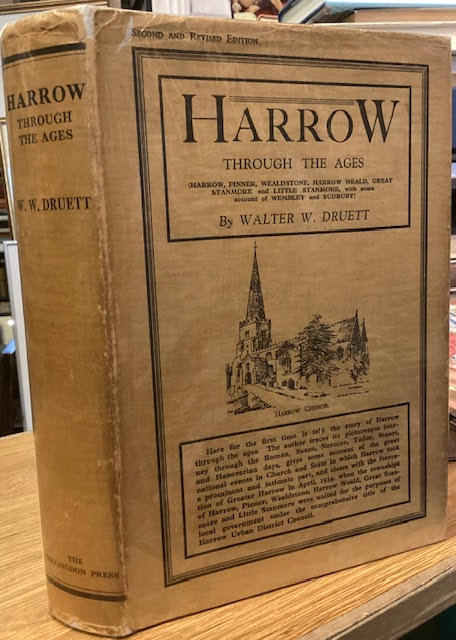 HARROW
THROUGH
THE AGES
W. W. DRUETT
THE
PRESS
SECOND AND REVISED EDITION.
HARROW
THROUGH THE AGES
(HARROW, PINNER, WEALDSTONE, HARROW WEALD, GREAT
STANMORE and LITTLE STANMORE, with some
account of WEMBLEY and SUDBURY)
By WALTER W. DRUETT
HARROW CHURCH.
Here for the first time is told the story of Harrow
through the ages. The author traces its picturesque jour-
ney through the Roman, Saxon, Norman, Tudor, Stuart,
and Hanoverian days, gives some account of the great
national events in Church and State in which Harrow took
a prominent and intimate part, and closes with the forma-
tion of Greater Harrow in April, 1934, when the townships
of Harrow, Pinner, Wealdstone, Harrow Weald, Great Stan-
more and Little Stanmore were united for the purposes of
local government under the comprehensive title of the
Harrow Urban District Council.